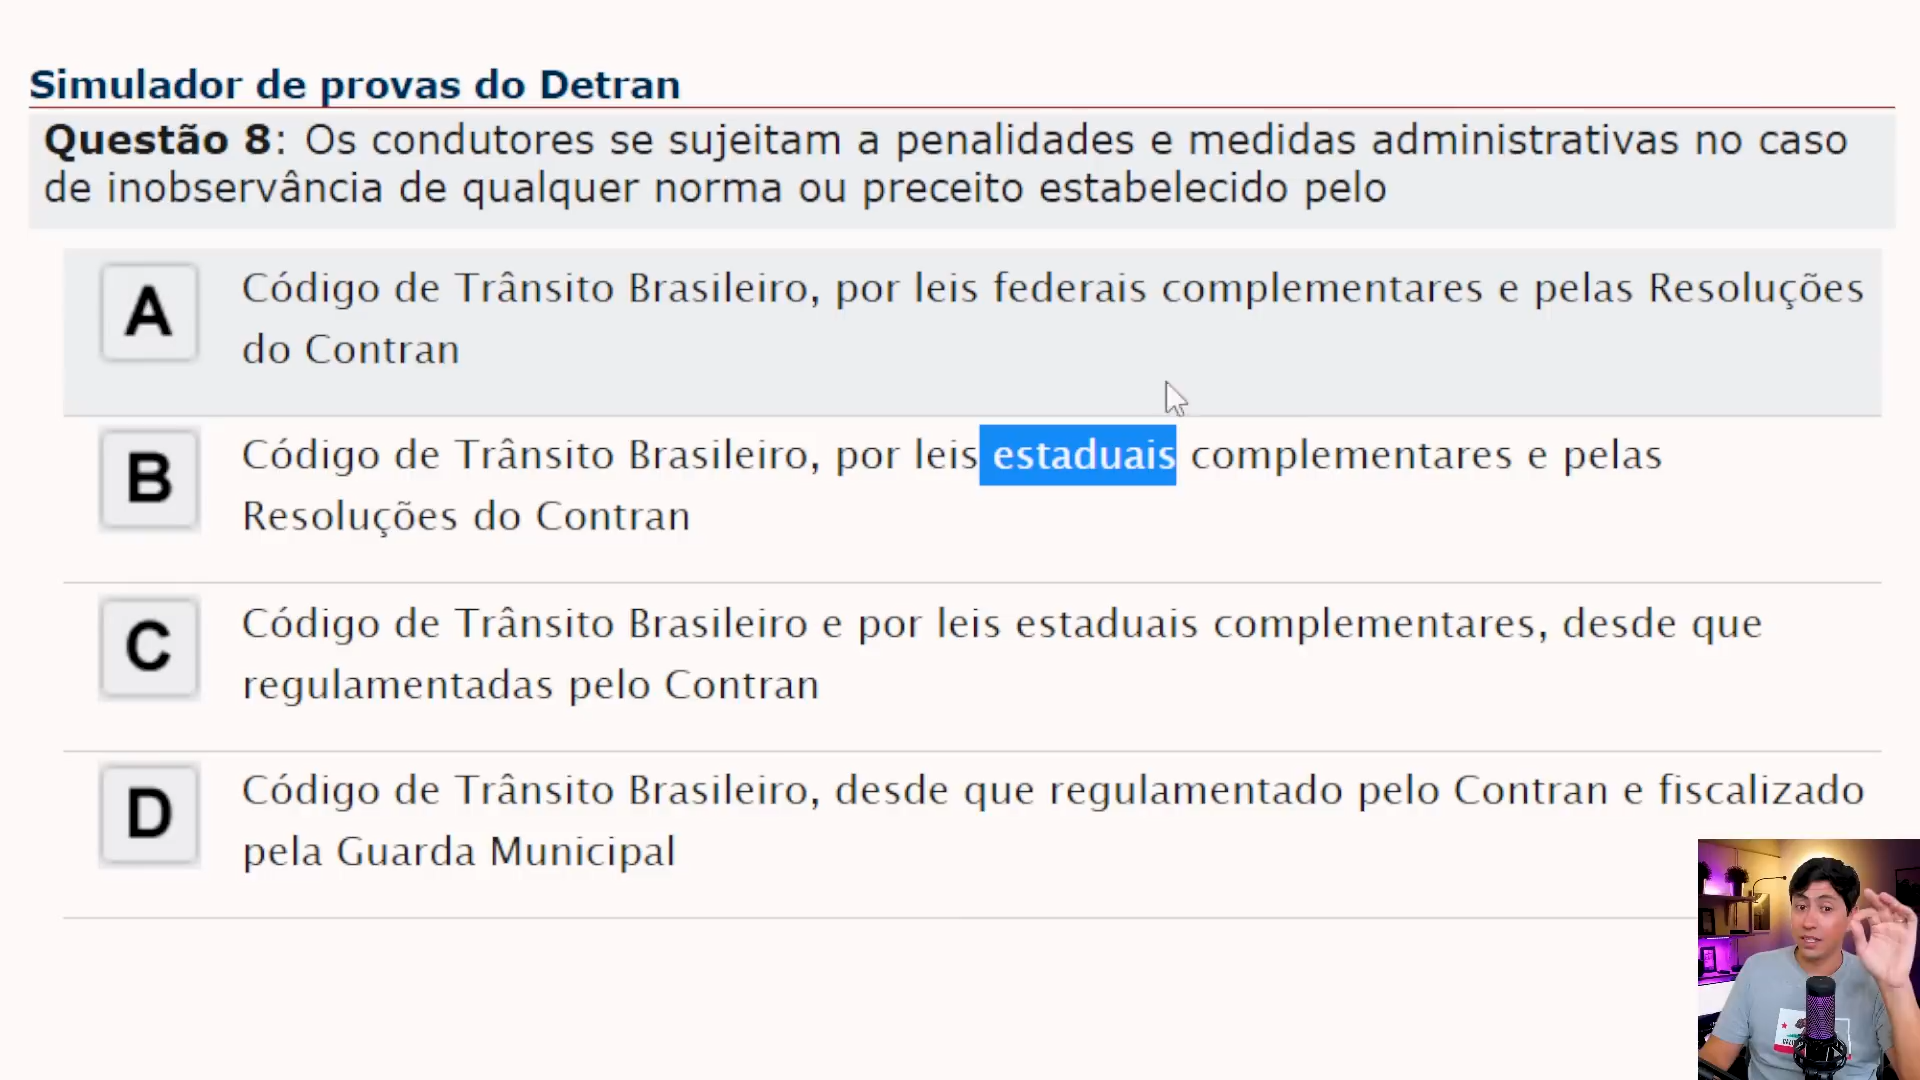 Simulador de provas do Detran
Questão 8: Os condutores se sujeitam a penalidades e medidas administrativas no caso
de inobservância de qualquer norma ou preceito estabelecido pelo
A
Código de Trânsito Brasileiro, por leis federais complementares e pelas Resoluções
do Contran
B
Código de Trânsito Brasileiro, por leis estaduais complementares e pelas
Resoluções do Contran
C
Código de Trânsito Brasileiro e por leis estaduais complementares, desde que
regulamentadas pelo Contran
D
Código de Trânsito Brasileiro, desde que regulamentado pelo Contran e fiscalizado
pela Guarda Municipal